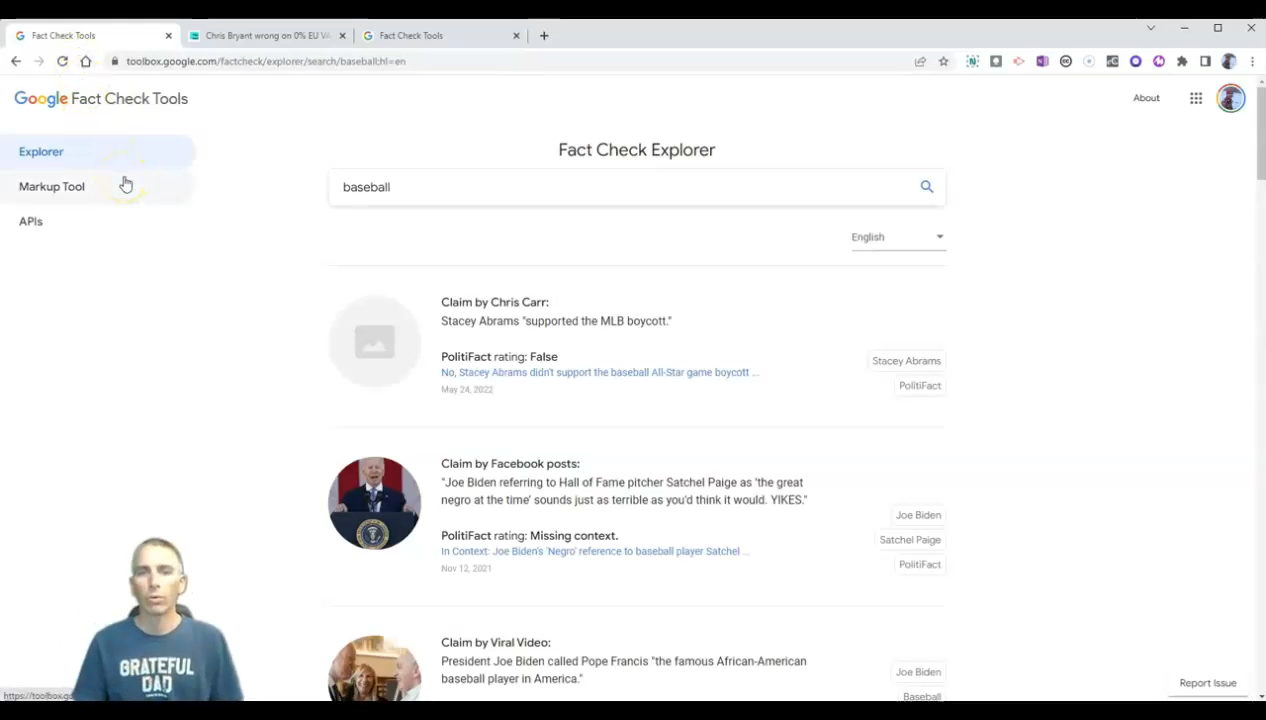 Fact Check Tools
Chris Bryant wrong on 0% EU VA
Fact Check Tools
toolbox.google.com/factcheck/explorer/search/baseball;hl=en
Google Fact Check Tools
About
Explorer
Markup Tool
APIs
Fact Check Explorer
baseball
English
Claim by Chris Carr:
Stacey Abrams "supported the MLB boycott."
PolitiFact rating: False
No, Stacey Abrams didn't support the baseball All-Star game boycott ...
May 24, 2022
Stacey Abrams
PolitiFact
Claim by Facebook posts:
"Joe Biden referring to Hall of Fame pitcher Satchel Paige as 'the great
negro at the time' sounds just as terrible as you'd think it would. YIKES."
PolitiFact rating: Missing context.
In Context: Joe Biden's 'Negro' reference to baseball player Satchel ...
Nov 12, 2021
Joe Biden
Satchel Paige
PolitiFact
Claim by Viral Video:
President Joe Biden called Pope Francis "the famous African-American
baseball player in America."
Joe Biden
Baseball
Report Issue
https://toolbox.go
GRATEFUL
DAD